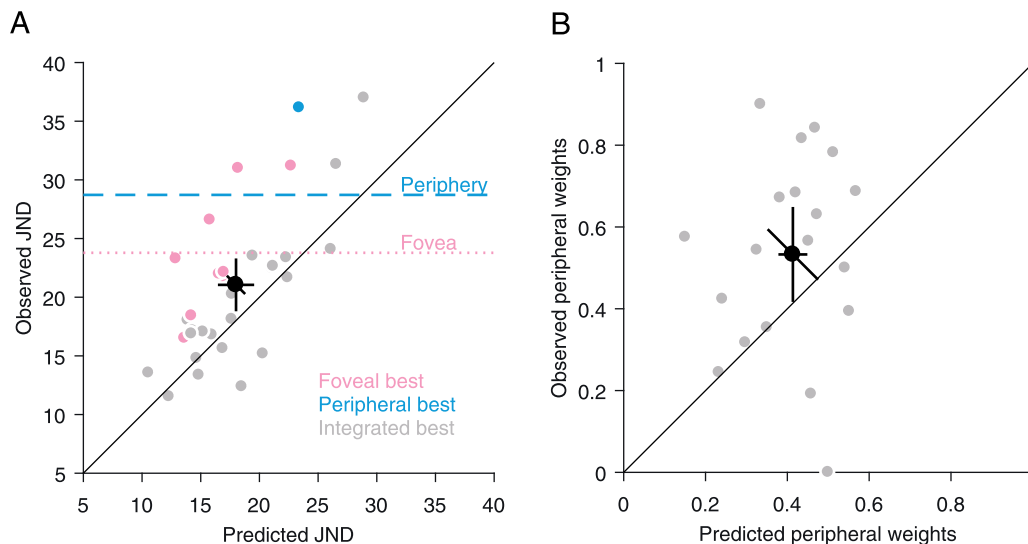 A
B
40
35
30
25
20
15
10
5
Observed JND
Periphery
Fovea
Foveal best
Peripheral best
Integrated best
5
10
15
20
25
30
35
40
Predicted JND
1
0.8
0.6
0.4
0.2
0
Observed peripheral weights
0
0.2
0.4
0.6
0.8
Predicted peripheral weights